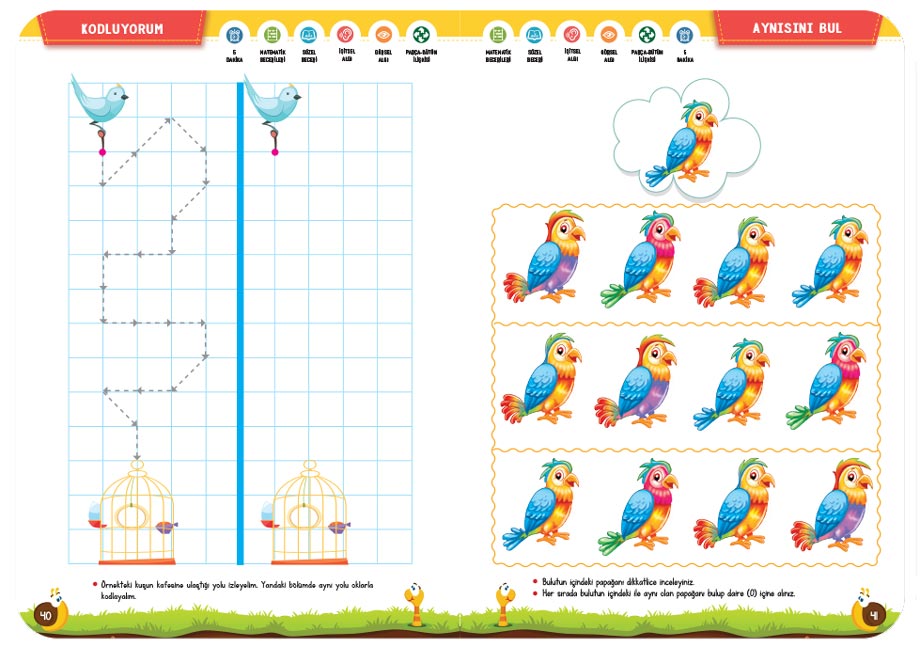 KODLUYORUM
5
DAKİKA
MATEMATİK
BECERİLERİ
SÖZEL
BECERİ
İŞİTSEL
ALGI
GÖRSEL
ALGI
PARÇA-BÜTÜN
İLİŞKİSİ
Örnekteki kuşun kafesine ulaştığı yolu izleyelim. Yandaki bölümde aynı yolu oklarla
kodlayalım.
40
MATEMATİK
BECERİLERİ
SÖZEL
BECERİ
İŞİTSEL
ALGI
GÖRSEL
ALGI
PARÇA-BÜTÜN
İLİŞKİSİ
5
DAKİKA
AYNISINI BUL
Bulutun içindeki papağanı dikkatlice inceleyiniz.
Her sırada bulutun içindeki ile aynı olan papağanı bulup daire (O) içine alınız.
41